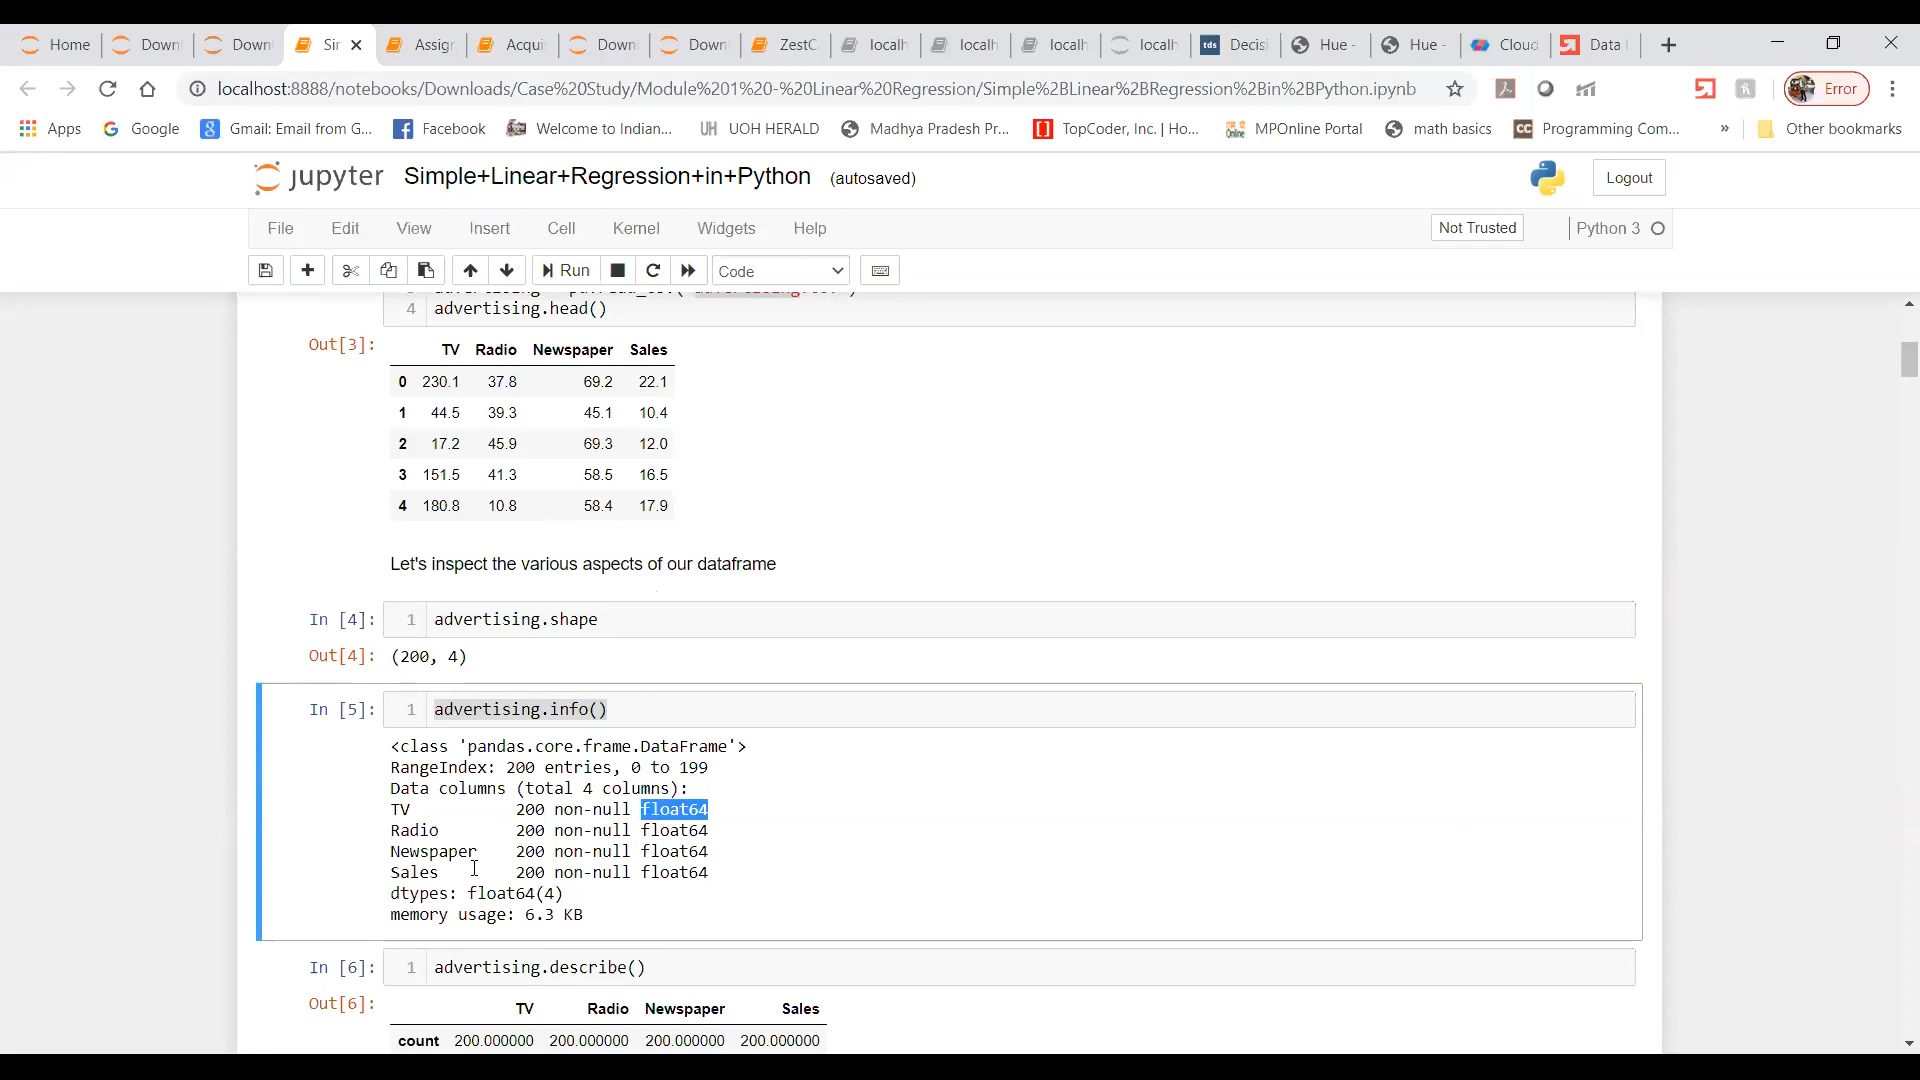 Home
Down
Down
Sir
Assig
Acqui
Down
Down
ZestC
localh
localh
localh
localh
tds Decisi
Hue -
Hue -
Cloud
Data
localhost:8888/notebooks/Downloads/Case%20Study/Module%201%20-%20Linear%20Regression/Simple%2BLinear%2BRegression%2Bin%2BPython.ipynb
Error
Apps
Google
Gmail: Email from G...
Facebook
Welcome to Indian...
UH UOH HERALD
Madhya Pradesh Pr...
TopCoder, Inc. | Ho...
MPOnline Portal
math basics
CC Programming Com...
»
Other bookmarks
jupyter Simple+Linear+Regression+in+Python (autosaved)
Logout
File Edit View Insert Cell Kernel Widgets Help
Not Trusted
Python 3
Run
Code
4 advertising.head()
Out[3]:
TV Radio Newspaper Sales
0 230.1 37.8 69.2 22.1
1 44.5 39.3 45.1 10.4
2 17.2 45.9 69.3 12.0
3 151.5 41.3 58.5 16.5
4 180.8 10.8 58.4 17.9
Let's inspect the various aspects of our dataframe
In [4]: 1 advertising.shape
Out[4]: (200, 4)
In [5]: 1 advertising.info()
<class 'pandas.core.frame.DataFrame'>
RangeIndex: 200 entries, 0 to 199
Data columns (total 4 columns):
TV 200 non-null float64
Radio 200 non-null float64
Newspaper 200 non-null float64
Sales 200 non-null float64
dtypes: float64(4)
memory usage: 6.3 KB
In [6]: 1 advertising.describe()
Out[6]:
TV Radio Newspaper Sales
count 200.000000 200.000000 200.000000 200.000000